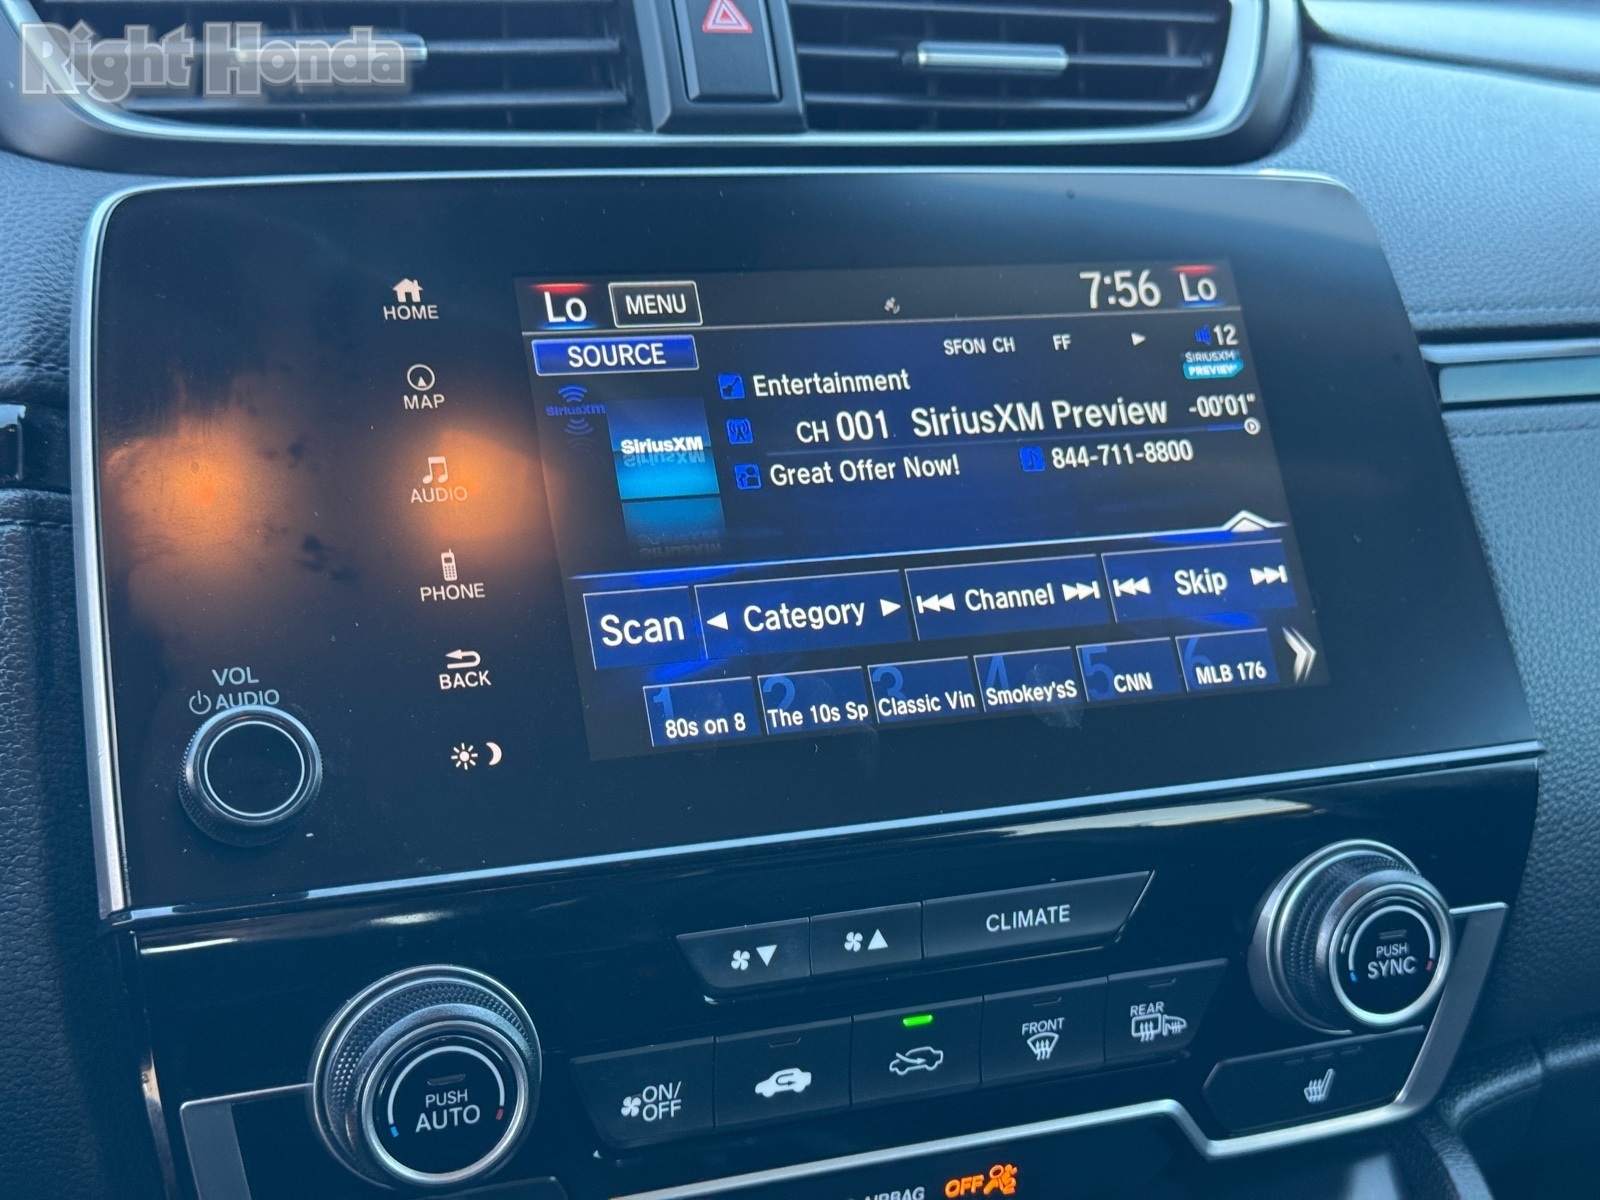 Right Honda
HOME
MAP
AUDIO
PHONE
BACK
VOL
AUDIO
Lo
MENU
7:56
Lo
SOURCE
SFON CH
FF
12
SIRIUSXM
PREVIEW
SiriusXM
SiriusXM
Entertainment
CH 001 SiriusXM Preview
-00'01"
Great Offer Now!
844-711-8800
Scan
Category
Channel
Skip
1 80s on 8
2 The 10s Sp
3 Classic Vin
4 Smokey'sS
5 CNN
6 MLB 176
CLIMATE
PUSH
SYNC
FRONT
REAR
ON/
OFF
PUSH
AUTO
AIRBAG
OFF 2